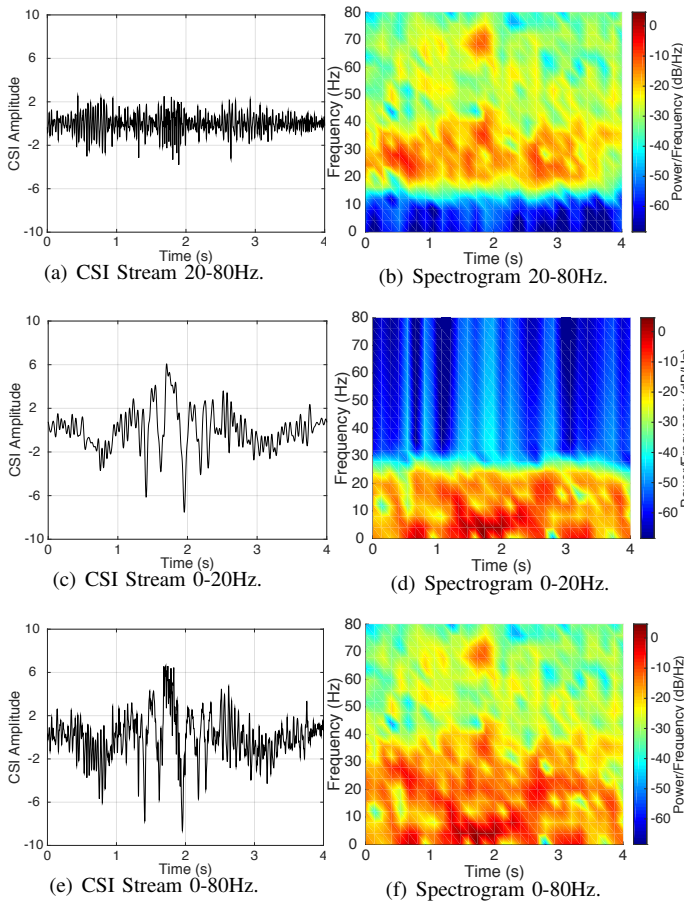 10
6
2
-2
-6
-10
CSI Amplitude
0 1 2 3 4
Time (s)
(a) CSI Stream 20-80Hz.
80
70
60
50
40
30
20
10
0
Frequency (Hz)
0 1 2 3 4
Time (s)
0
-10
-20
-30
-40
-50
-60
Power/Frequency (dB/Hz)
(b) Spectrogram 20-80Hz.
10
6
2
-2
-6
-10
CSI Amplitude
0 1 2 3 4
Time (s)
(c) CSI Stream 0-20Hz.
80
70
60
50
40
30
20
10
0
Frequency (Hz)
0 1 2 3 4
Time (s)
0
-10
-20
-30
-40
-50
-60
Power/Frequency (dB/Hz)
(d) Spectrogram 0-20Hz.
10
6
2
-2
-6
-10
CSI Amplitude
0 1 2 3 4
Time (s)
(e) CSI Stream 0-80Hz.
80
70
60
50
40
30
20
10
0
Frequency (Hz)
0 1 2 3 4
Time (s)
0
-10
-20
-30
-40
-50
-60
Power/Frequency (dB/Hz)
(f) Spectrogram 0-80Hz.